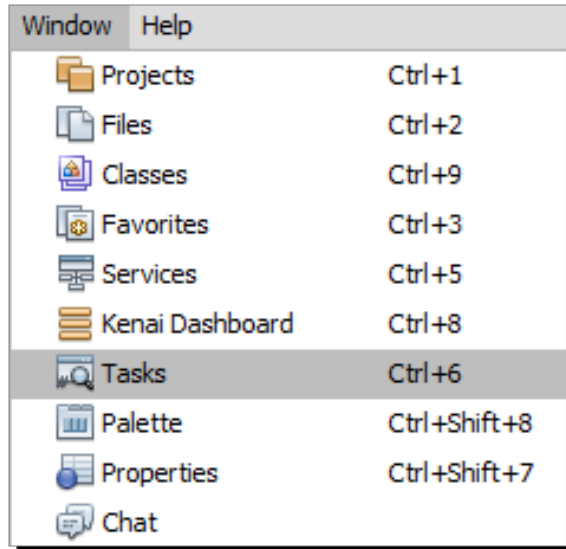 Window Help
Projects Ctrl+1
Files Ctrl+2
Classes Ctrl+9
Favorites Ctrl+3
Services Ctrl+5
Kenai Dashboard Ctrl+8
Tasks Ctrl+6
Palette Ctrl+Shift+8
Properties Ctrl+Shift+7
Chat